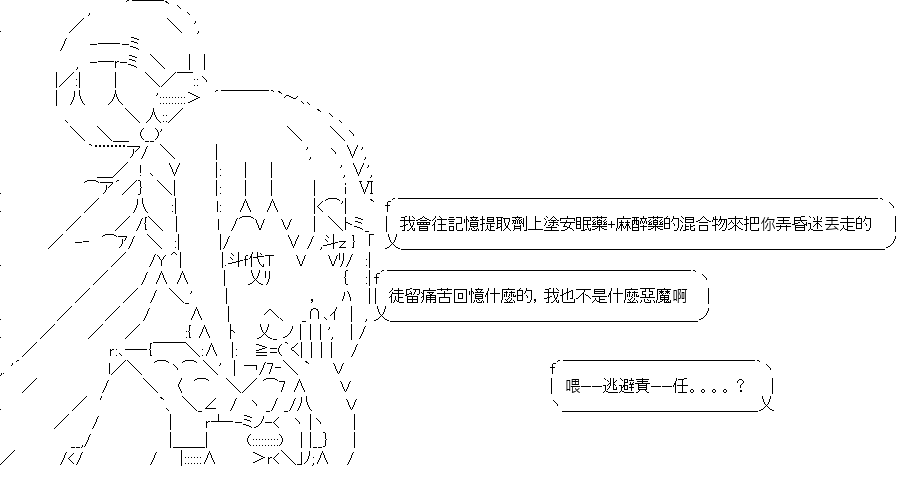 我會往記憶提取劑上塗安眠藥+麻醉藥的混合物來把你弄昏迷丟走的
徒留痛苦回憶什麼的，我也不是什麼惡魔啊
喂——逃避責——任。。。。？